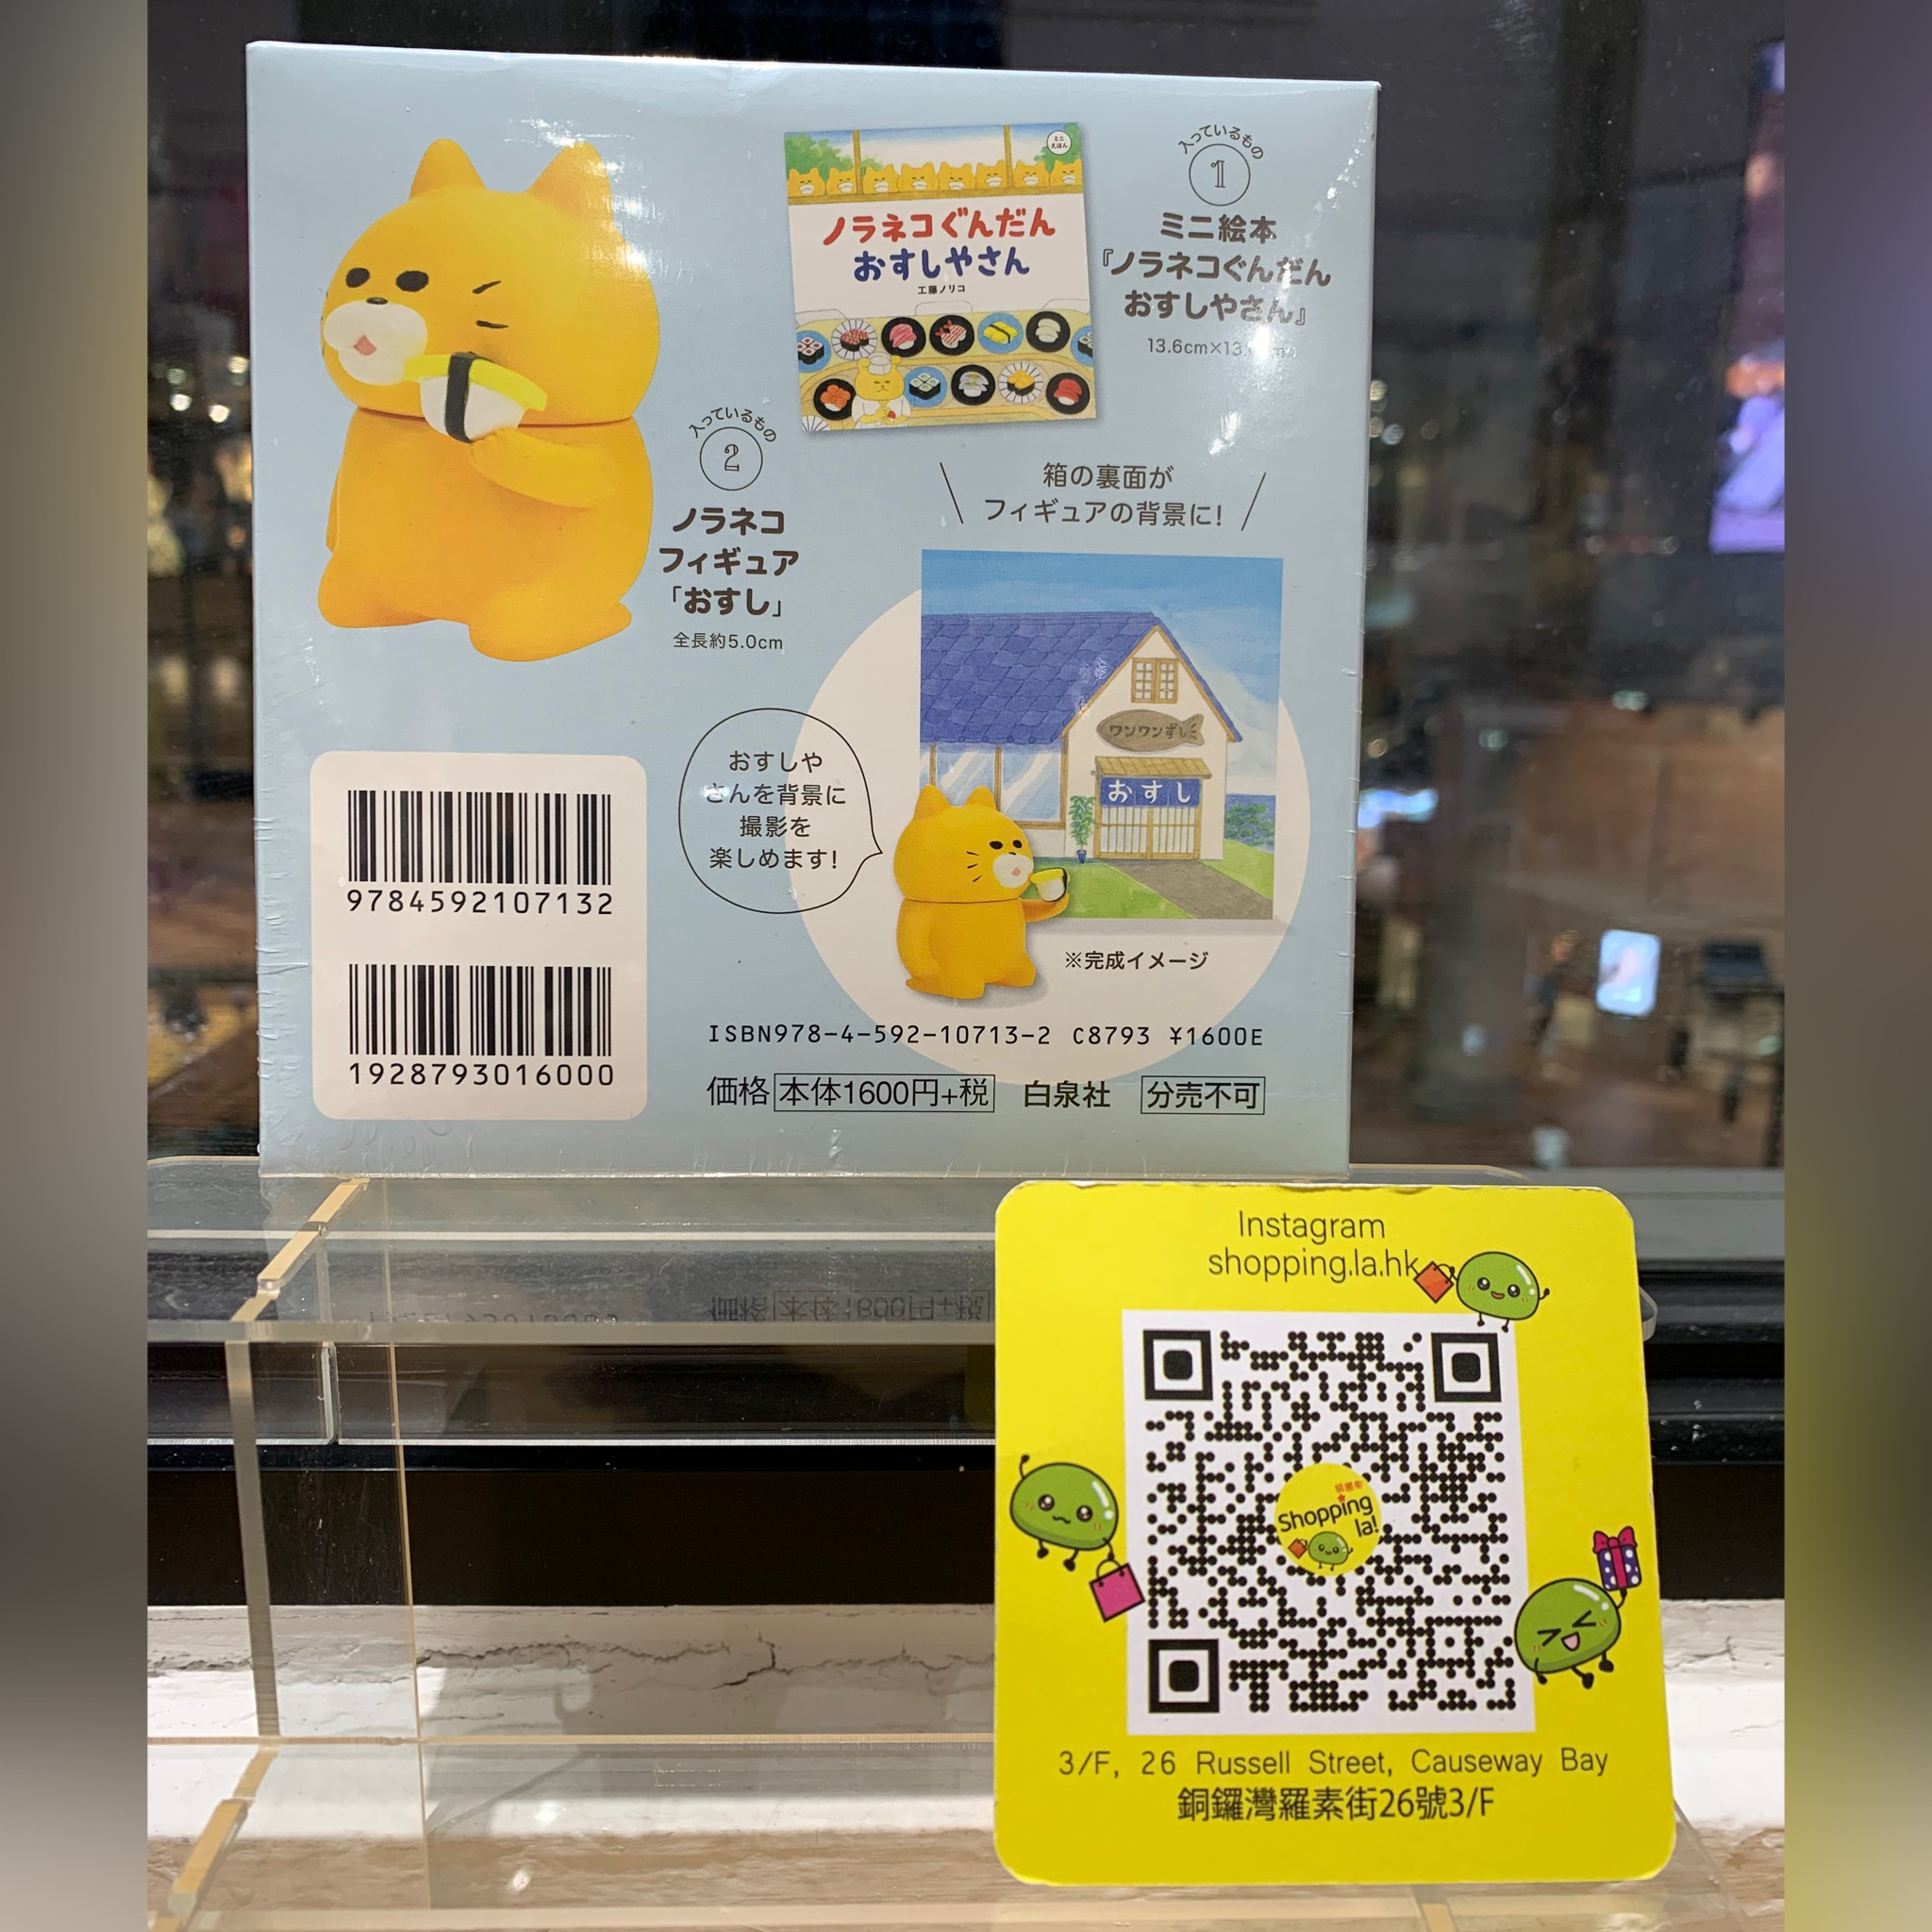 ミニ
えほん
ノラネコぐんだん
おすしやさん
工藤ノリコ
入っているもの
1
ミニ絵本
『ノラネコぐんだん
おすしやさん』
入っているもの
2
ノラネコ
フィギュア
「おすし」
全長約5.0cm
箱の裏面が
フィギュアの背景に!
ワンワンずし
おすし
おすしや
さんを背景に
撮影を
楽しめます!
※完成イメージ
9784592107132
1928793016000
ISBN978-4-592-10713-2 C8793 ¥1600E
価格 本体1600円+税 白泉社 分売不可
Instagram
shopping.la.hk
Shopping
la!
3/F, 26 Russell Street, Causeway Bay
銅鑼灣羅素街26號3/F